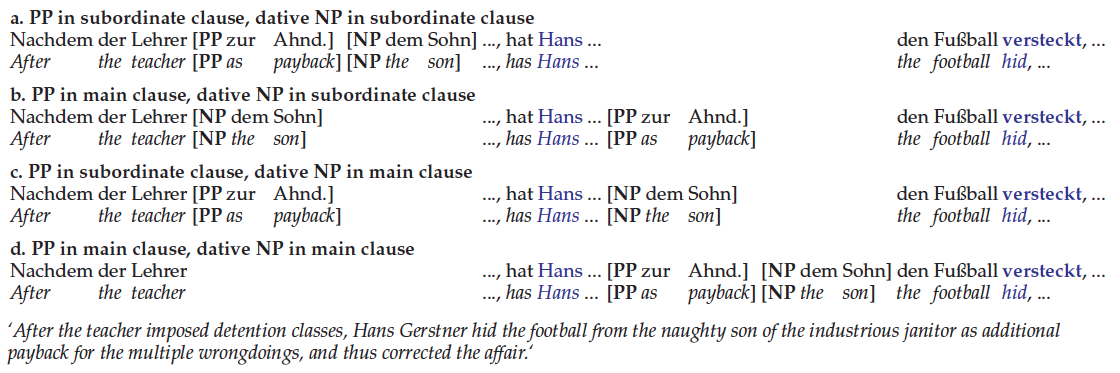 a. PP in subordinate clause, dative NP in subordinate clause
Nachdem der Lehrer [PP zur Ahnd.] [NP dem Sohn] ..., hat Hans ... den Fußball versteckt, ...
After the teacher [PP as payback] [NP the son] ..., has Hans ... the football hid, ...
b. PP in main clause, dative NP in subordinate clause
Nachdem der Lehrer [NP dem Sohn] ..., hat Hans ... [PP zur Ahnd.] den Fußball versteckt, ...
After the teacher [NP the son] ..., has Hans ... [PP as payback] the football hid, ...
c. PP in subordinate clause, dative NP in main clause
Nachdem der Lehrer [PP zur Ahnd.] ..., hat Hans ... [NP dem Sohn] den Fußball versteckt, ...
After the teacher [PP as payback] ..., has Hans ... [NP the son] the football hid, ...
d. PP in main clause, dative NP in main clause
Nachdem der Lehrer ..., hat Hans ... [PP zur Ahnd.] [NP dem Sohn] den Fußball versteckt, ...
After the teacher ..., has Hans ... [PP as payback] [NP the son] the football hid, ...
‘After the teacher imposed detention classes, Hans Gerstner hid the football from the naughty son of the industrious janitor as additional
payback for the multiple wrongdoings, and thus corrected the affair.‘